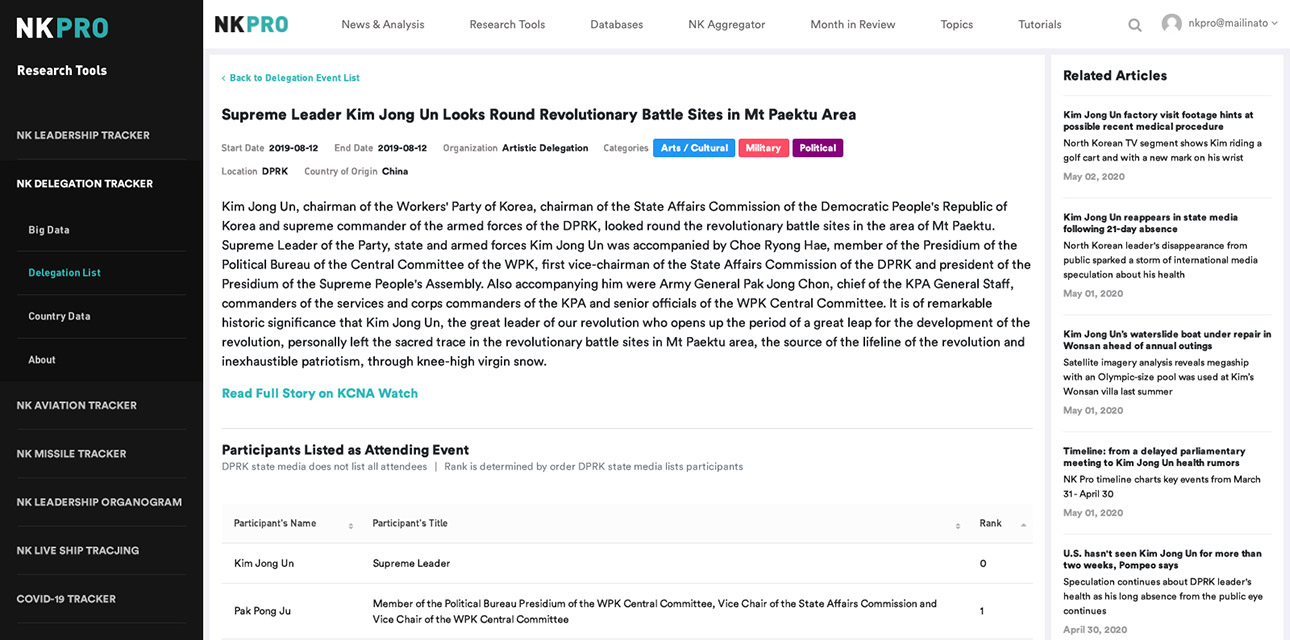 NKPRO
Research Tools
NK LEADERSHIP TRACKER
NK DELEGATION TRACKER
Big Data
Delegation List
Country Data
About
NK AVIATION TRACKER
NK MISSILE TRACKER
NK LEADERSHIP ORGANOGRAM
NK LIVE SHIP TRACJING
COVID-19 TRACKER
NKPRO
News & Analysis
Research Tools
Databases
NK Aggregator
Month in Review
Topics
Tutorials
nkpro@mailinato
‹ Back to Delegation Event List
Supreme Leader Kim Jong Un Looks Round Revolutionary Battle Sites in Mt Paektu Area
Start Date 2019-08-12 End Date 2019-08-12 Organization Artistic Delegation Categories Arts / Cultural Military Political
Location DPRK Country of Origin China
Kim Jong Un, chairman of the Workers' Party of Korea, chairman of the State Affairs Commission of the Democratic People's Republic of
Korea and supreme commander of the armed forces of the DPRK, looked round the revolutionary battle sites in the area of Mt Paektu.
Supreme Leader of the Party, state and armed forces Kim Jong Un was accompanied by Choe Ryong Hae, member of the Presidium of the
Political Bureau of the Central Committee of the WPK, first vice-chairman of the State Affairs Commission of the DPRK and president of the
Presidium of the Supreme People's Assembly. Also accompanying him were Army General Pak Jong Chon, chief of the KPA General Staff,
commanders of the services and corps commanders of the KPA and senior officials of the WPK Central Committee. It is of remarkable
historic significance that Kim Jong Un, the great leader of our revolution who opens up the period of a great leap for the development of the
revolution, personally left the sacred trace in the revolutionary battle sites in Mt Paektu area, the source of the lifeline of the revolution and
inexhaustible patriotism, through knee-high virgin snow.
Read Full Story on KCNA Watch
Participants Listed as Attending Event
DPRK state media does not list all attendees | Rank is determined by order DPRK state media lists participants
Participant's Name Participant's Title Rank
Kim Jong Un Supreme Leader 0
Pak Pong Ju Member of the Political Bureau Presidium of the WPK Central Committee, Vice Chair of the State Affairs Commission and 1
Vice Chair of the WPK Central Committee
Related Articles
Kim Jong Un factory visit footage hints at
possible recent medical procedure
North Korean TV segment shows Kim riding a
golf cart and with a new mark on his wrist
May 02, 2020
Kim Jong Un reappears in state media
following 21-day absence
North Korean leader's disappearance from
public sparked a storm of international media
speculation about his health
May 01, 2020
Kim Jong Un's waterslide boat under repair in
Wonsan ahead of annual outings
Satellite imagery analysis reveals megaship
with an Olympic-size pool was used at Kim's
Wonsan villa last summer
May 01, 2020
Timeline: from a delayed parliamentary
meeting to Kim Jong Un health rumors
NK Pro timeline charts key events from March
31 - April 30
May 01, 2020
U.S. hasn't seen Kim Jong Un for more than
two weeks, Pompeo says
Speculation continues about DPRK leader's
health as his long absence from the public eye
continues
April 30, 2020